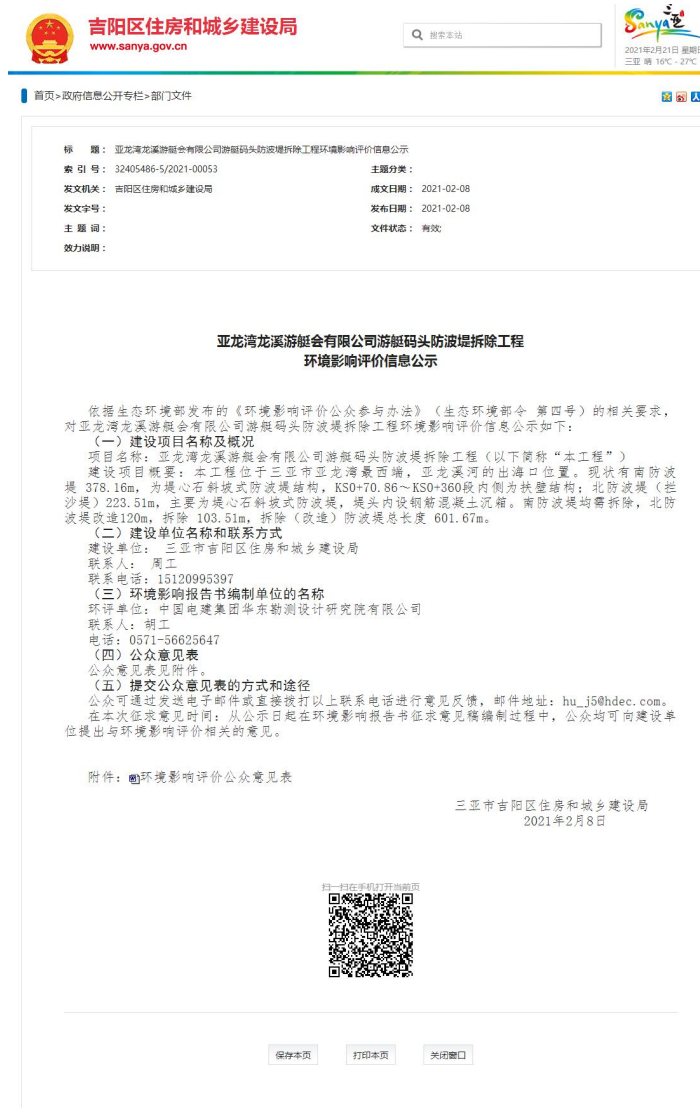 吉阳区住房和城乡建设局
www.sanya.gov.cn
搜索本站
Sanya三亚
2021年2月21日 星期
三亚 晴 16℃ - 27℃
首页>政府信息公开专栏>部门文件
标 题： 亚龙湾龙溪游艇会有限公司游艇码头防波堤拆除工程环境影响评价信息公示
索 引 号： 32405486-5/2021-00053 主题分类：
发文机关： 吉阳区住房和城乡建设局 成文日期： 2021-02-08
发文字号： 发布日期： 2021-02-08
主 题 词： 文件状态： 有效;
效力说明：
亚龙湾龙溪游艇会有限公司游艇码头防波堤拆除工程
环境影响评价信息公示
依据生态环境部发布的《环境影响评价公众参与办法》（生态环境部令 第四号）的相关要求，
对亚龙湾龙溪游艇会有限公司游艇码头防波堤拆除工程环境影响评价信息公示如下：
（一）建设项目名称及概况
项目名称：亚龙湾龙溪游艇会有限公司游艇码头防波堤拆除工程（以下简称“本工程”）
建设项目概要：本工程位于三亚市亚龙湾最西端，亚龙溪河的出海口位置。现状有南防波
堤 378.16m，为堤心石斜坡式防波堤结构，KS0+70.86～KS0+360段内侧为扶壁结构；北防波堤（拦
沙堤）223.51m，主要为堤心石斜坡式防波堤，堤头内设钢筋混凝土沉箱。南防波堤均需拆除，北防
波堤改造120m，拆除 103.51m，拆除（改造）防波堤总长度 601.67m。
（二）建设单位名称和联系方式
建设单位： 三亚市吉阳区住房和城乡建设局
联系人： 周工
联系电话：15120995397
（三）环境影响报告书编制单位的名称
环评单位：中国电建集团华东勘测设计研究院有限公司
联系人：胡工
电话：0571-56625647
（四）公众意见表
公众意见表见附件。
（五）提交公众意见表的方式和途径
公众可通过发送电子邮件或直接拨打以上联系电话进行意见反馈，邮件地址：hu_j5@hdec.com。
在本次征求意见时间：从公示日起在环境影响报告书征求意见稿编制过程中，公众均可向建设单
位提出与环境影响评价相关的意见。
附件：环境影响评价公众意见表
三亚市吉阳区住房和城乡建设局
2021年2月8日
扫一扫在手机打开当前页
保存本页 打印本页 关闭窗口